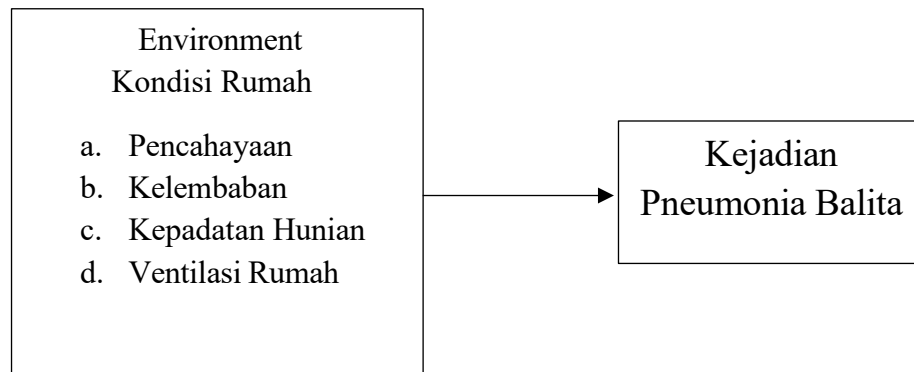 Environment
Kondisi Rumah
a. Pencahayaan
b. Kelembaban
c. Kepadatan Hunian
d. Ventilasi Rumah
Kejadian
Pneumonia Balita